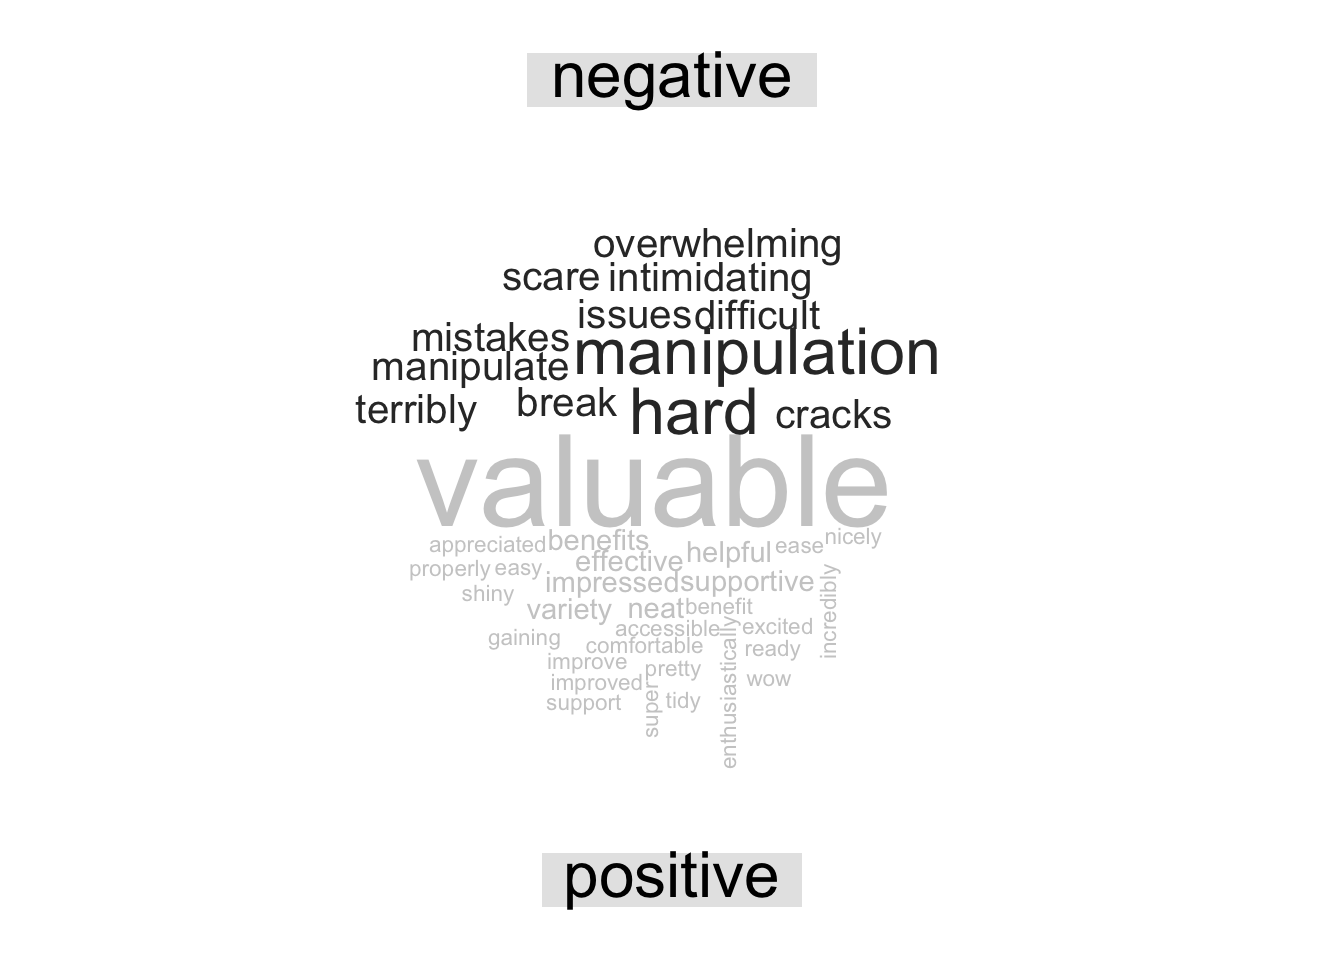 negative
overwhelming
scare intimidating
issues difficult
mistakes manipulation
manipulate
terribly break hard cracks
valuable
appreciated benefits helpful ease nicely
properly easy effective
impressed supportive incredibly
shiny variety neat benefit
gaining accessible excited
comfortable ready
improve pretty enthusiastically
improved wow
support super tidy
positive